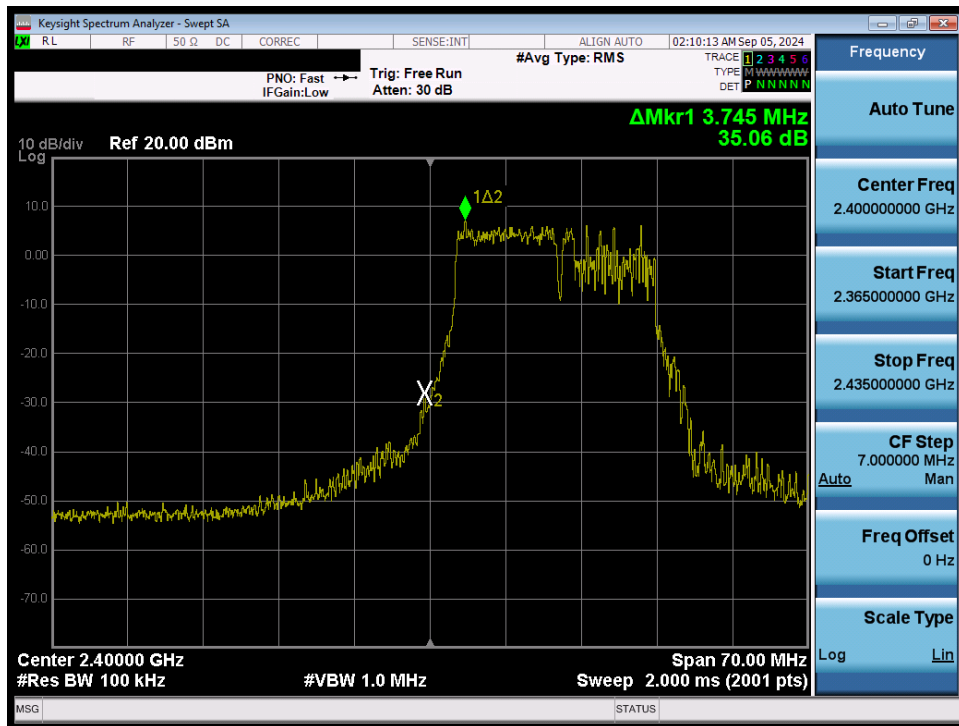 Keysight Spectrum Analyzer - Swept SA
LXI RL RF 50 Ω DC CORREC SENSE:INT ALIGN AUTO 02:10:13 AM Sep 05, 2024
PNO: Fast
IFGain:Low
Trig: Free Run
Atten: 30 dB
#Avg Type: RMS
TRACE 1 2 3 4 5 6
TYPE M WWWWW
DET P N N N N N
ΔMkr1 3.745 MHz
35.06 dB
10 dB/div Ref 20.00 dBm
Log
10.0
0.00
-10.0
-20.0
-30.0
-40.0
-50.0
-60.0
-70.0
1Δ2
X2
Center 2.40000 GHz Span 70.00 MHz
#Res BW 100 kHz #VBW 1.0 MHz Sweep 2.000 ms (2001 pts)
MSG STATUS
Frequency
Auto Tune
Center Freq
2.400000000 GHz
Start Freq
2.365000000 GHz
Stop Freq
2.435000000 GHz
CF Step
7.000000 MHz
Auto Man
Freq Offset
0 Hz
Scale Type
Log Lin